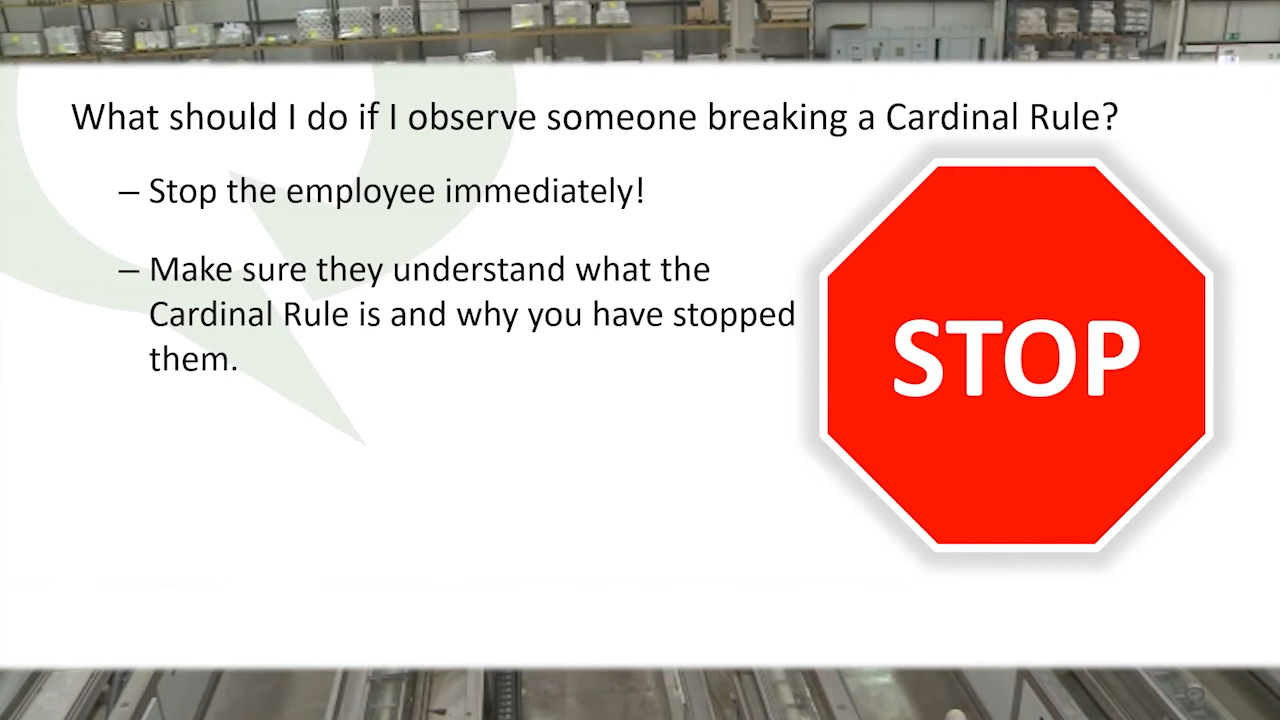 What should I do if I observe someone breaking a Cardinal Rule?
– Stop the employee immediately!
– Make sure they understand what the
Cardinal Rule is and why you have stopped
them.
STOP